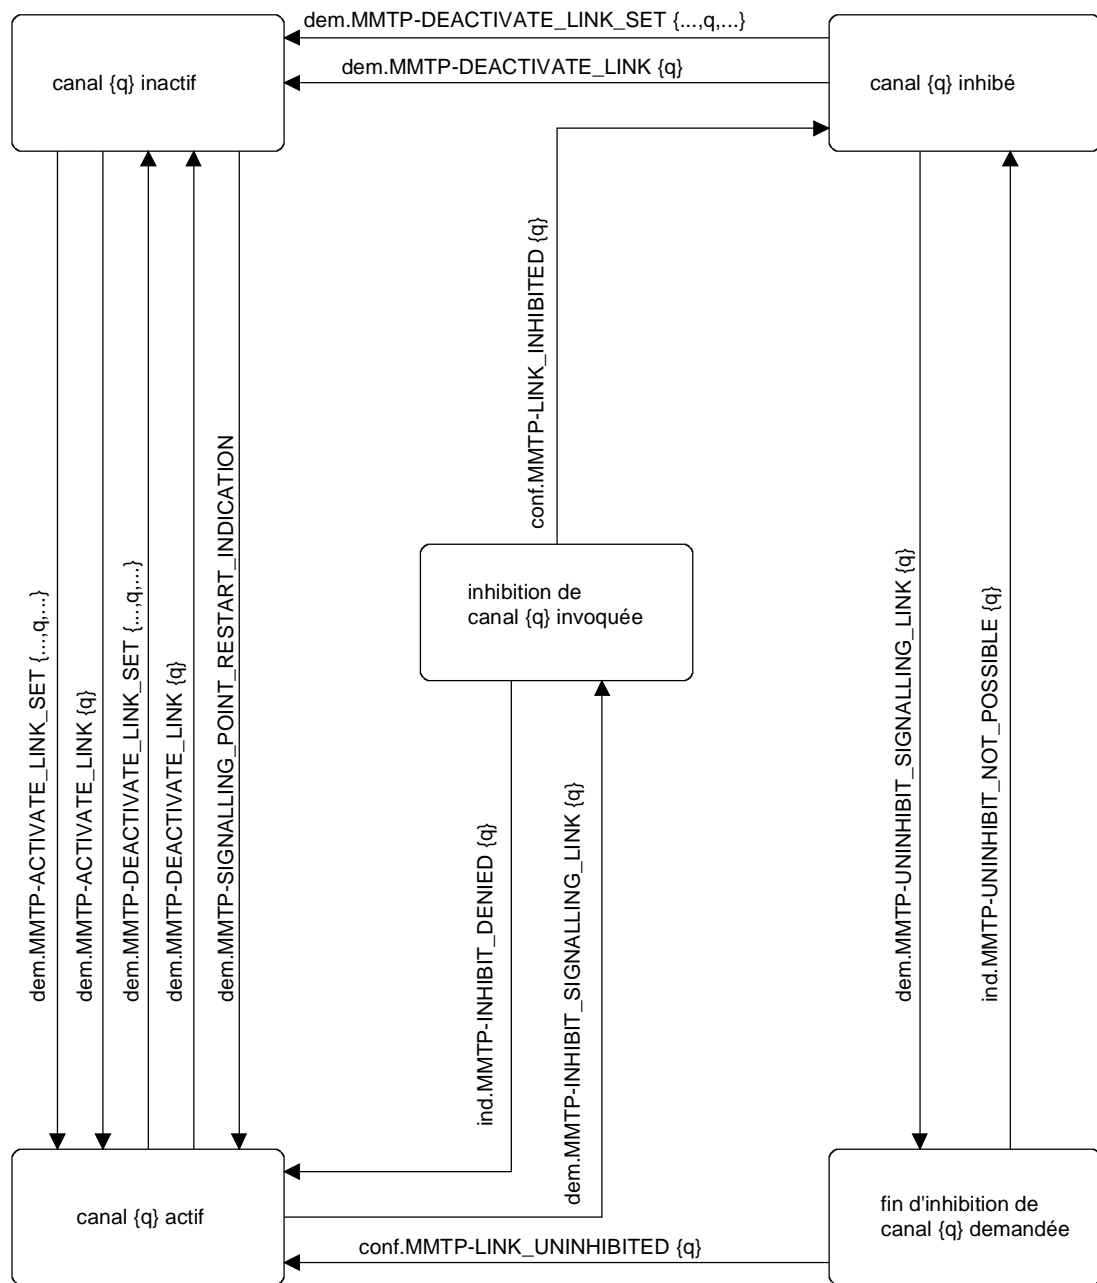 dem.MMTP-DEACTIVATE_LINK_SET {...,q,...}
canal {q} inactif
dem.MMTP-DEACTIVATE_LINK {q}
canal {q} inhibé
conf.MMTP-LINK_INHIBITED {q}
inhibition de
canal {q} invoquée
dem.MMTP-ACTIVATE_LINK_SET {...,q,...}
dem.MMTP-ACTIVATE_LINK {q}
dem.MMTP-DEACTIVATE_LINK_SET {...,q,...}
dem.MMTP-DEACTIVATE_LINK {q}
dem.MMTP-SIGNALLING_POINT_RESTART_INDICATION
ind.MMTP-INHIBIT_DENIED {q}
dem.MMTP-INHIBIT_SIGNALLING_LINK {q}
dem.MMTP-UNINHIBIT_SIGNALLING_LINK {q}
ind.MMTP-UNINHIBIT_NOT_POSSIBLE {q}
canal {q} actif
fin d'inhibition de
canal {q} demandée
conf.MMTP-LINK_UNINHIBITED {q}